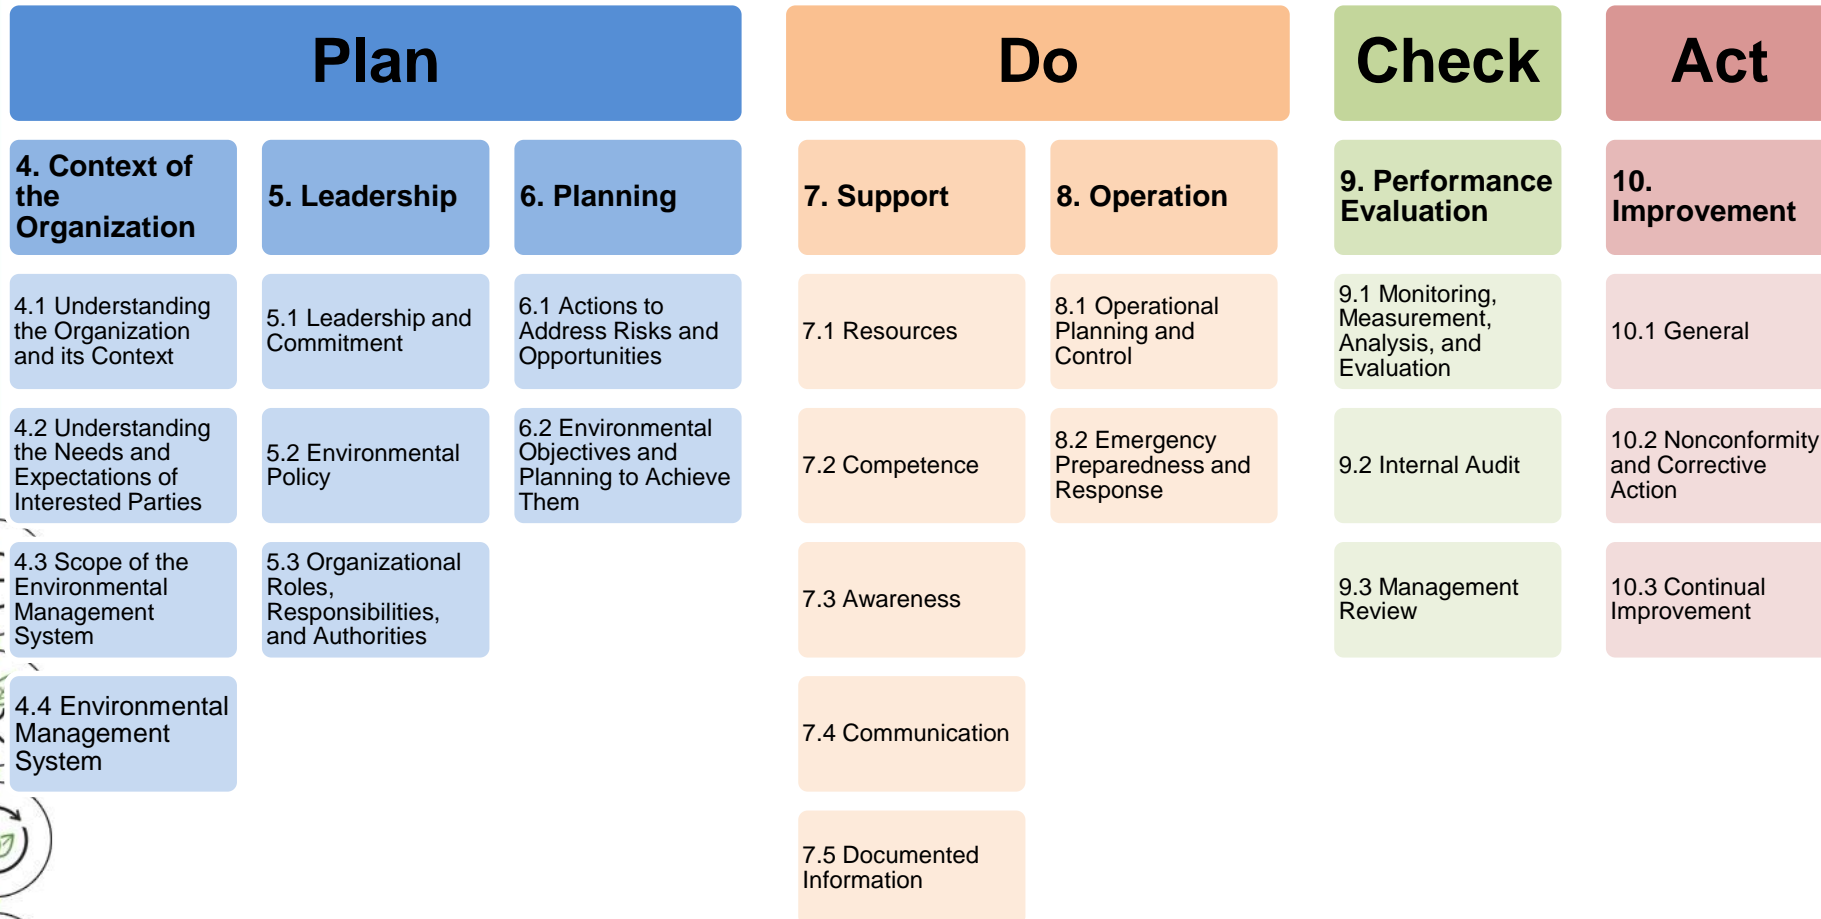 Plan
Do
Check
Act
4. Context of
the
Organization
5. Leadership
6. Planning
7. Support
8. Operation
9. Performance
Evaluation
10.
Improvement
4.1 Understanding
the Organization
and its Context
5.1 Leadership and
Commitment
6.1 Actions to
Address Risks and
Opportunities
7.1 Resources
8.1 Operational
Planning and
Control
9.1 Monitoring,
Measurement,
Analysis, and
Evaluation
10.1 General
4.2 Understanding
the Needs and
Expectations of
Interested Parties
5.2 Environmental
Policy
6.2 Environmental
Objectives and
Planning to Achieve
Them
7.2 Competence
8.2 Emergency
Preparedness and
Response
9.2 Internal Audit
10.2 Nonconformity
and Corrective
Action
4.3 Scope of the
Environmental
Management
System
5.3 Organizational
Roles,
Responsibilities,
and Authorities
7.3 Awareness
9.3 Management
Review
10.3 Continual
Improvement
4.4 Environmental
Management
System
7.4 Communication
7.5 Documented
Information